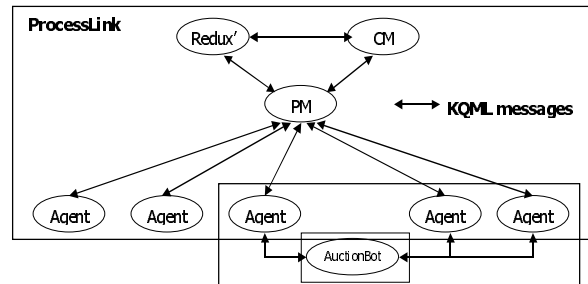 ProcessLink
Redux’
CM
PM
KQML messages
Agent
Agent
Agent
Agent
Agent
AuctionBot